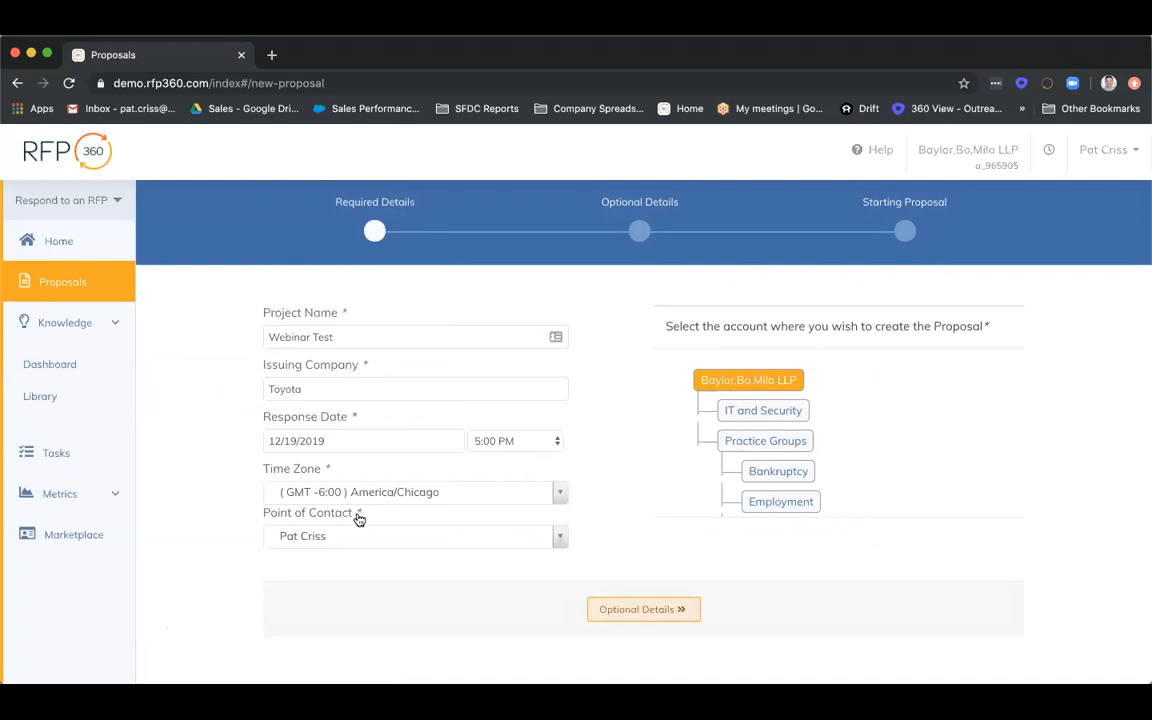 Proposals
demo.rfp360.com/index#/new-proposal
Apps
Inbox - pat.criss@...
Sales - Google Dri...
Sales Performanc...
SFDC Reports
Company Spreads...
Home
My meetings | Go...
Drift
360 View - Outrea...
»
Other Bookmarks
RFP 360
Help
Baylor,Bo,Milo LLP
a_965905
Pat Criss
Respond to an RFP
Home
Proposals
Knowledge
Dashboard
Library
Tasks
Metrics
Marketplace
Required Details
Optional Details
Starting Proposal
Project Name *
Webinar Test
Issuing Company *
Toyota
Response Date *
12/19/2019
5:00 PM
Time Zone *
( GMT -6:00 ) America/Chicago
Point of Contact *
Pat Criss
Select the account where you wish to create the Proposal*
Baylor,Bo,Milo LLP
IT and Security
Practice Groups
Bankruptcy
Employment
Optional Details »